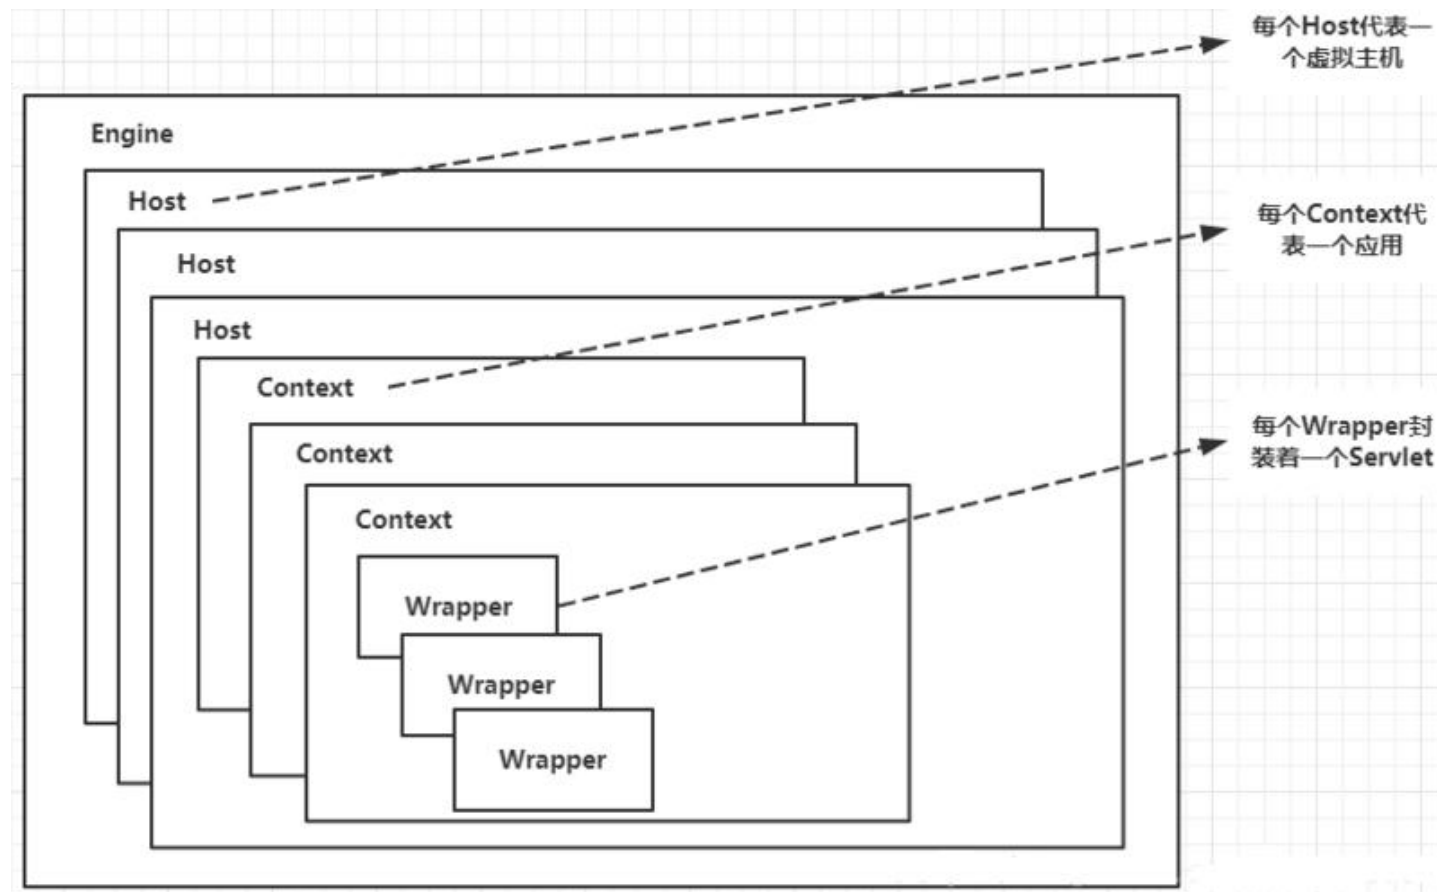 每个Host代表一
个虚拟主机
Engine
Host
每个Context代
表一个应用
Host
Host
Context
每个Wrapper封
装着一个Servlet
Context
Context
Wrapper
Wrapper
Wrapper